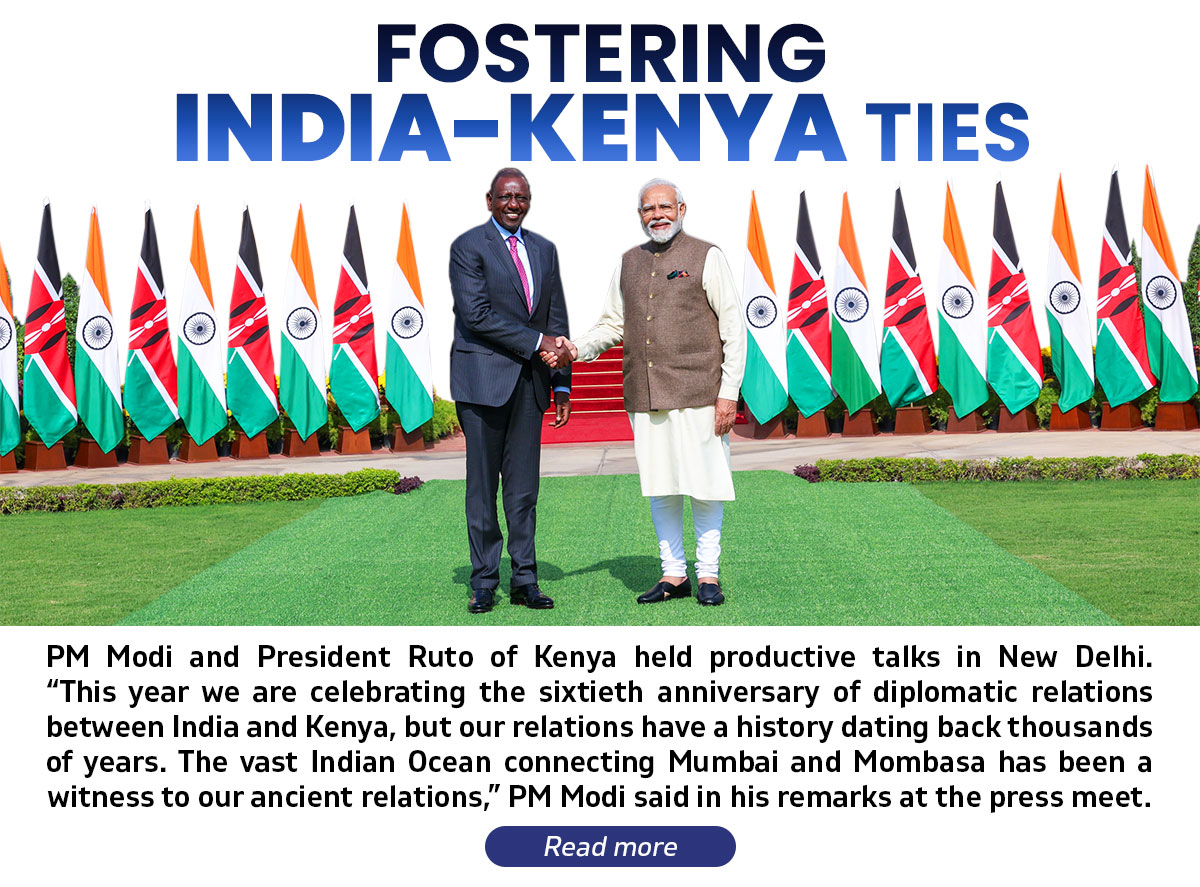 FOSTERING
INDIA–KENYA TIES
PM Modi and President Ruto of Kenya held productive talks in New Delhi.
“This year we are celebrating the sixtieth anniversary of diplomatic relations
between India and Kenya, but our relations have a history dating back thousands
of years. The vast Indian Ocean connecting Mumbai and Mombasa has been a
witness to our ancient relations,” PM Modi said in his remarks at the press meet.
Read more